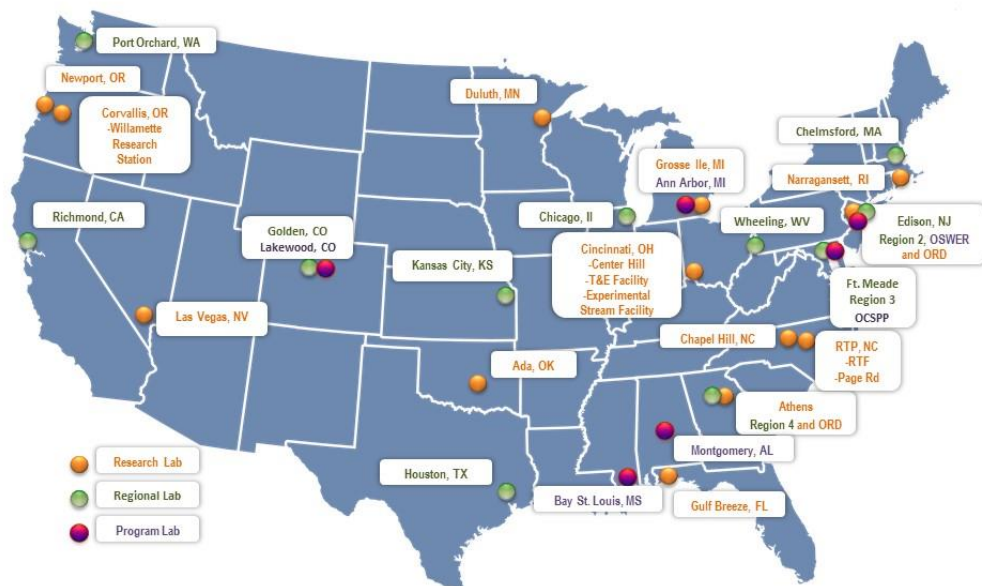 Port Orchard, WA
Newport, OR
Corvallis, OR
-Willamette
Research
Station
Duluth, MN
Chelmsford, MA
Grosse Ile, MI
Ann Arbor, MI
Narragansett, RI
Richmond, CA
Golden, CO
Lakewood, CO
Chicago, Il
Wheeling, WV
Edison, NJ
Region 2, OSWER
and ORD
Kansas City, KS
Cincinnati, OH
-Center Hill
-T&E Facility
-Experimental
Stream Facility
Ft. Meade
Region 3
OCSPP
Las Vegas, NV
Chapel Hill, NC
RTP, NC
-RTF
-Page Rd
Ada, OK
Athens
Region 4 and ORD
Montgomery, AL
Houston, TX
Bay St. Louis, MS
Gulf Breeze, FL
Research Lab
Regional Lab
Program Lab